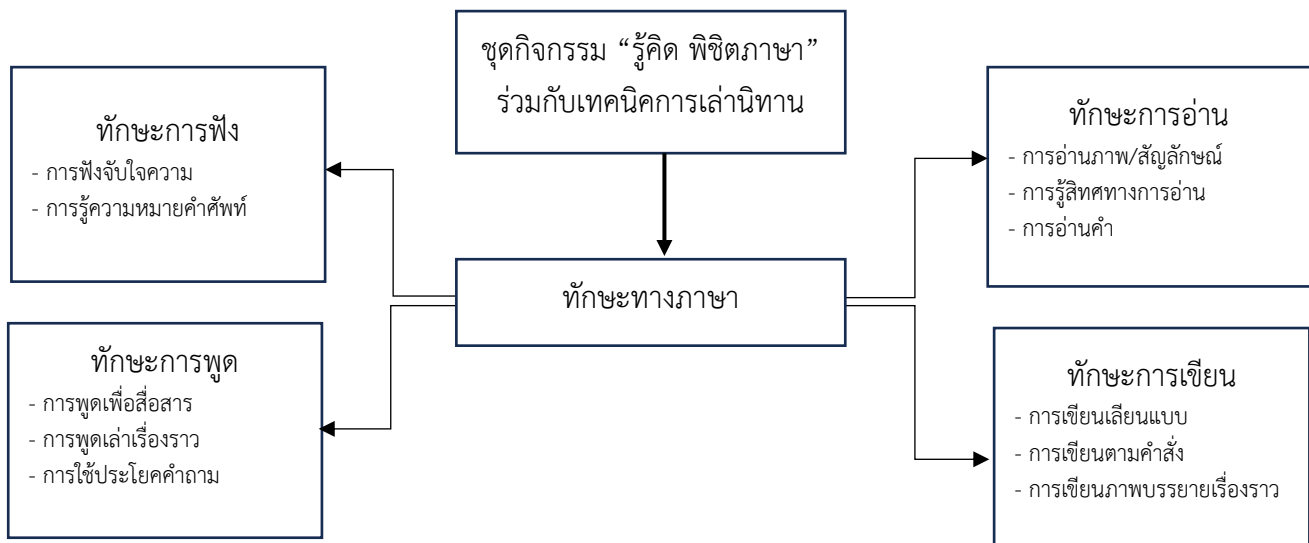 ชุดกิจกรรม “รู้คิด พิชิตภาษา”
ร่วมกับเทคนิคการเล่านิทาน
ทักษะการฟัง
- การฟังจับใจความ
- การรู้ความหมายคำศัพท์
ทักษะการอ่าน
- การอ่านภาพ/สัญลักษณ์
- การรู้สิทศทางการอ่าน
- การอ่านคำ
ทักษะทางภาษา
ทักษะการพูด
- การพูดเพื่อสื่อสาร
- การพูดเล่าเรื่องราว
- การใช้ประโยคคำถาม
ทักษะการเขียน
- การเขียนเลียนแบบ
- การเขียนตามคำสั่ง
- การเขียนภาพบรรยายเรื่องราว